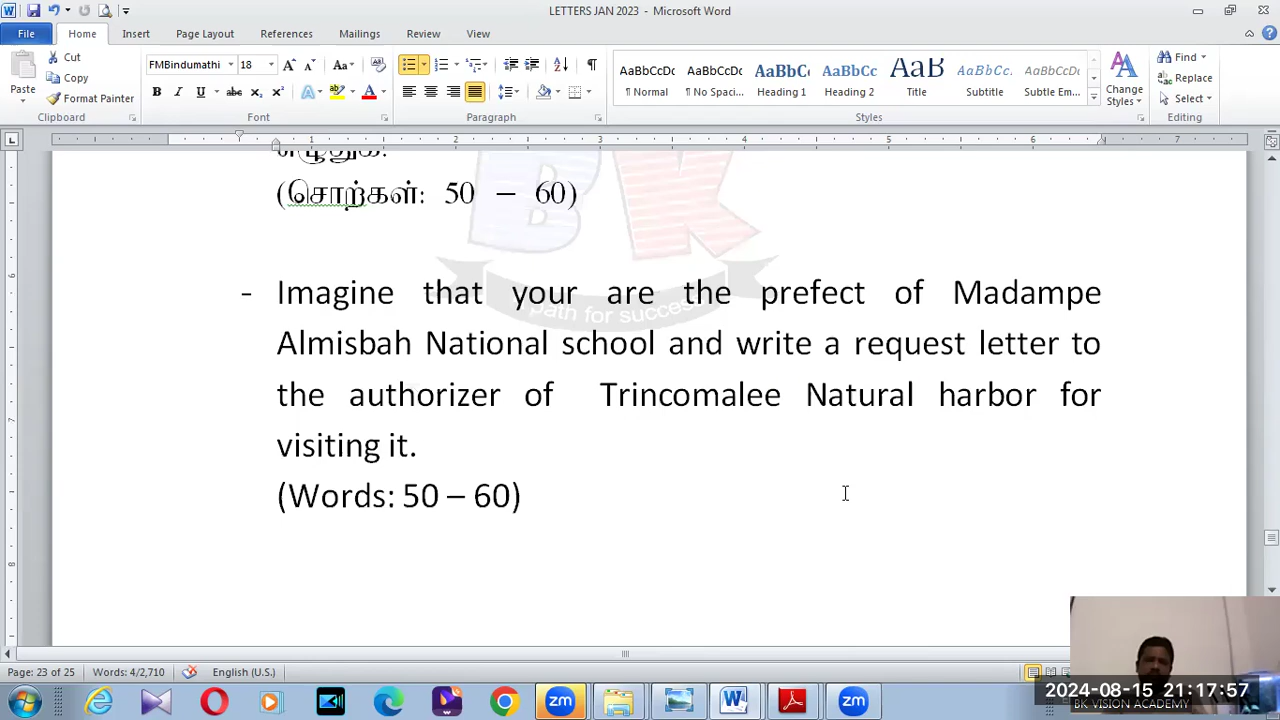 LETTERS JAN 2023 - Microsoft Word
File Home Insert Page Layout References Mailings Review View
Paste
Cut
Copy
Format Painter
Clipboard
FMBindumathi 18
Font
Paragraph
AaBbCcDc AaBbCcDc AaBbCc AaBbCc AaB AaBbCc. AaBbCcDc
¶ Normal ¶ No Spaci... Heading 1 Heading 2 Title Subtitle Subtle Em...
Change Styles
Styles
Find
Replace
Select
Editing
எழுதுக.
(சொற்கள்: 50 – 60)
BK
path for success
- Imagine that your are the prefect of Madampe
Almisbah National school and write a request letter to
the authorizer of Trincomalee Natural harbor for
visiting it.
(Words: 50 – 60)
Page: 23 of 25 Words: 4/2,710 English (U.S.)
2024-08-15 21:17:57
BK VISION ACADEMY